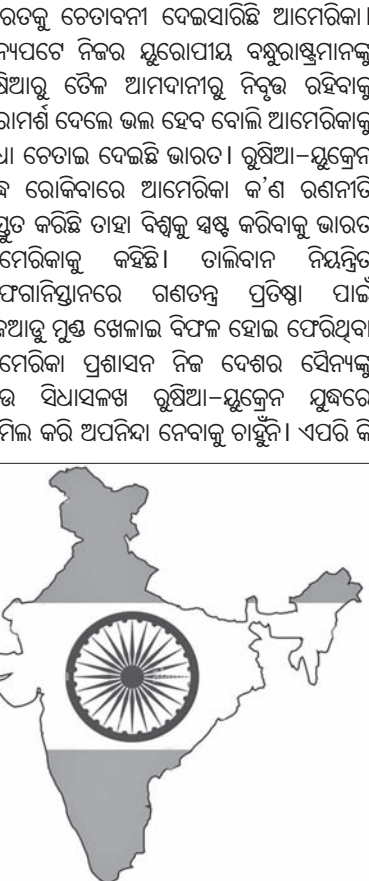 ରତକୁ ଚେତାବନୀ ଦେଇସାରିଛି ଆମେରିକା।
ନ୍ୟପଟେ ନିଜର ୟୁରୋପୀୟ ବନ୍ଧୁରାଷ୍ଟ୍ରମାନଙ୍କୁ
ଷିଆରୁ ତୈଳ ଆମଦାନୀରୁ ନିବୃତ୍ତ ରହିବାକୁ
ରାମର୍ଶ ଦେଲେ ଭଲ ହେବ ବୋଲି ଆମେରିକାକୁ
ଧା ଚେତାଇ ଦେଇଛି ଭାରତ। ରୁଷିଆ-ୟୁକ୍ରେନ
ଦ୍ଧ ରୋକିବାରେ ଆମେରିକା କ'ଣ ରଣନୀତି
ସ୍ତୁତ କରିଛି ତାହା ବିଶ୍ୱକୁ ସ୍ପଷ୍ଟ କରିବାକୁ ଭାରତ
ମେରିକାକୁ କହିଛି। ତାଲିବାନ ନିୟନ୍ତ୍ରିତ
ଫଗାନିସ୍ତାନରେ ଗଣତନ୍ତ୍ର ପ୍ରତିଷ୍ଠା ପାଇଁ
ଜଆଡୁ ମୁଣ୍ଡ ଖେଳାଇ ବିଫଳ ହୋଇ ଫେରିଥିବା
ମେରିକା ପ୍ରଶାସନ ନିଜ ଦେଶର ସୈନ୍ୟଙ୍କୁ
ଉ ସିଧାସଳଖ ରୁଷିଆ-ୟୁକ୍ରେନ ଯୁଦ୍ଧରେ
ମିଲ କରି ଅପନିନ୍ଦା ନେବାକୁ ଚାହୁଁନି। ଏପରି କି